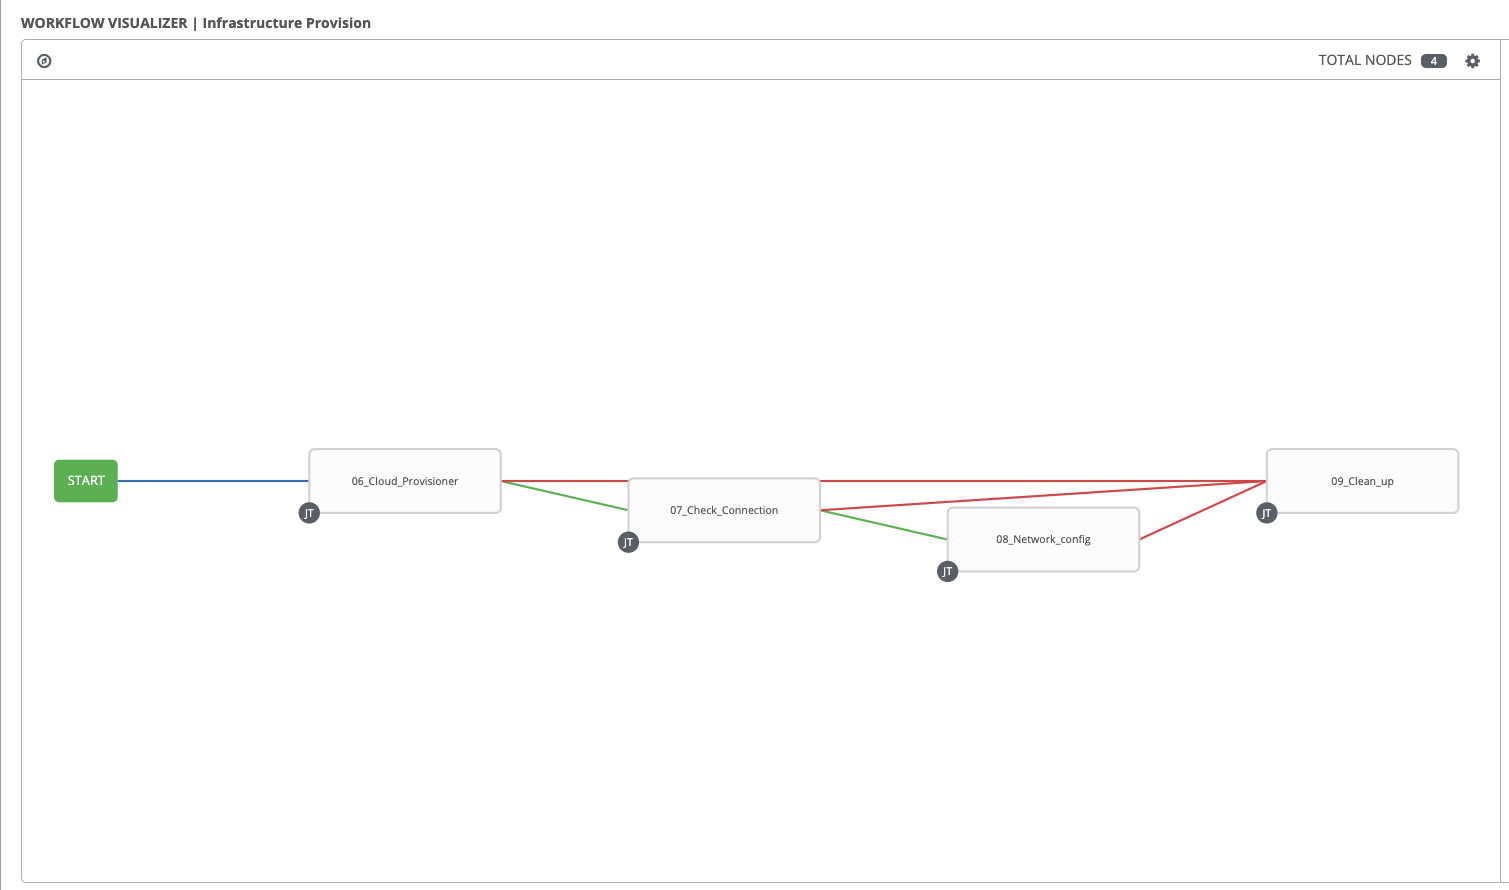 WORKFLOW VISUALIZER | Infrastructure Provision
TOTAL NODES 4
START
06_Cloud_Provisioner
JT
07_Check_Connection
JT
08_Network_config
JT
09_Clean_up
JT